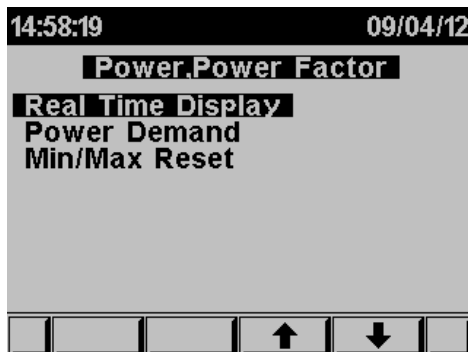 14:58:19 09/04/12
Power,Power Factor
Real Time Display
Power Demand
Min/Max Reset